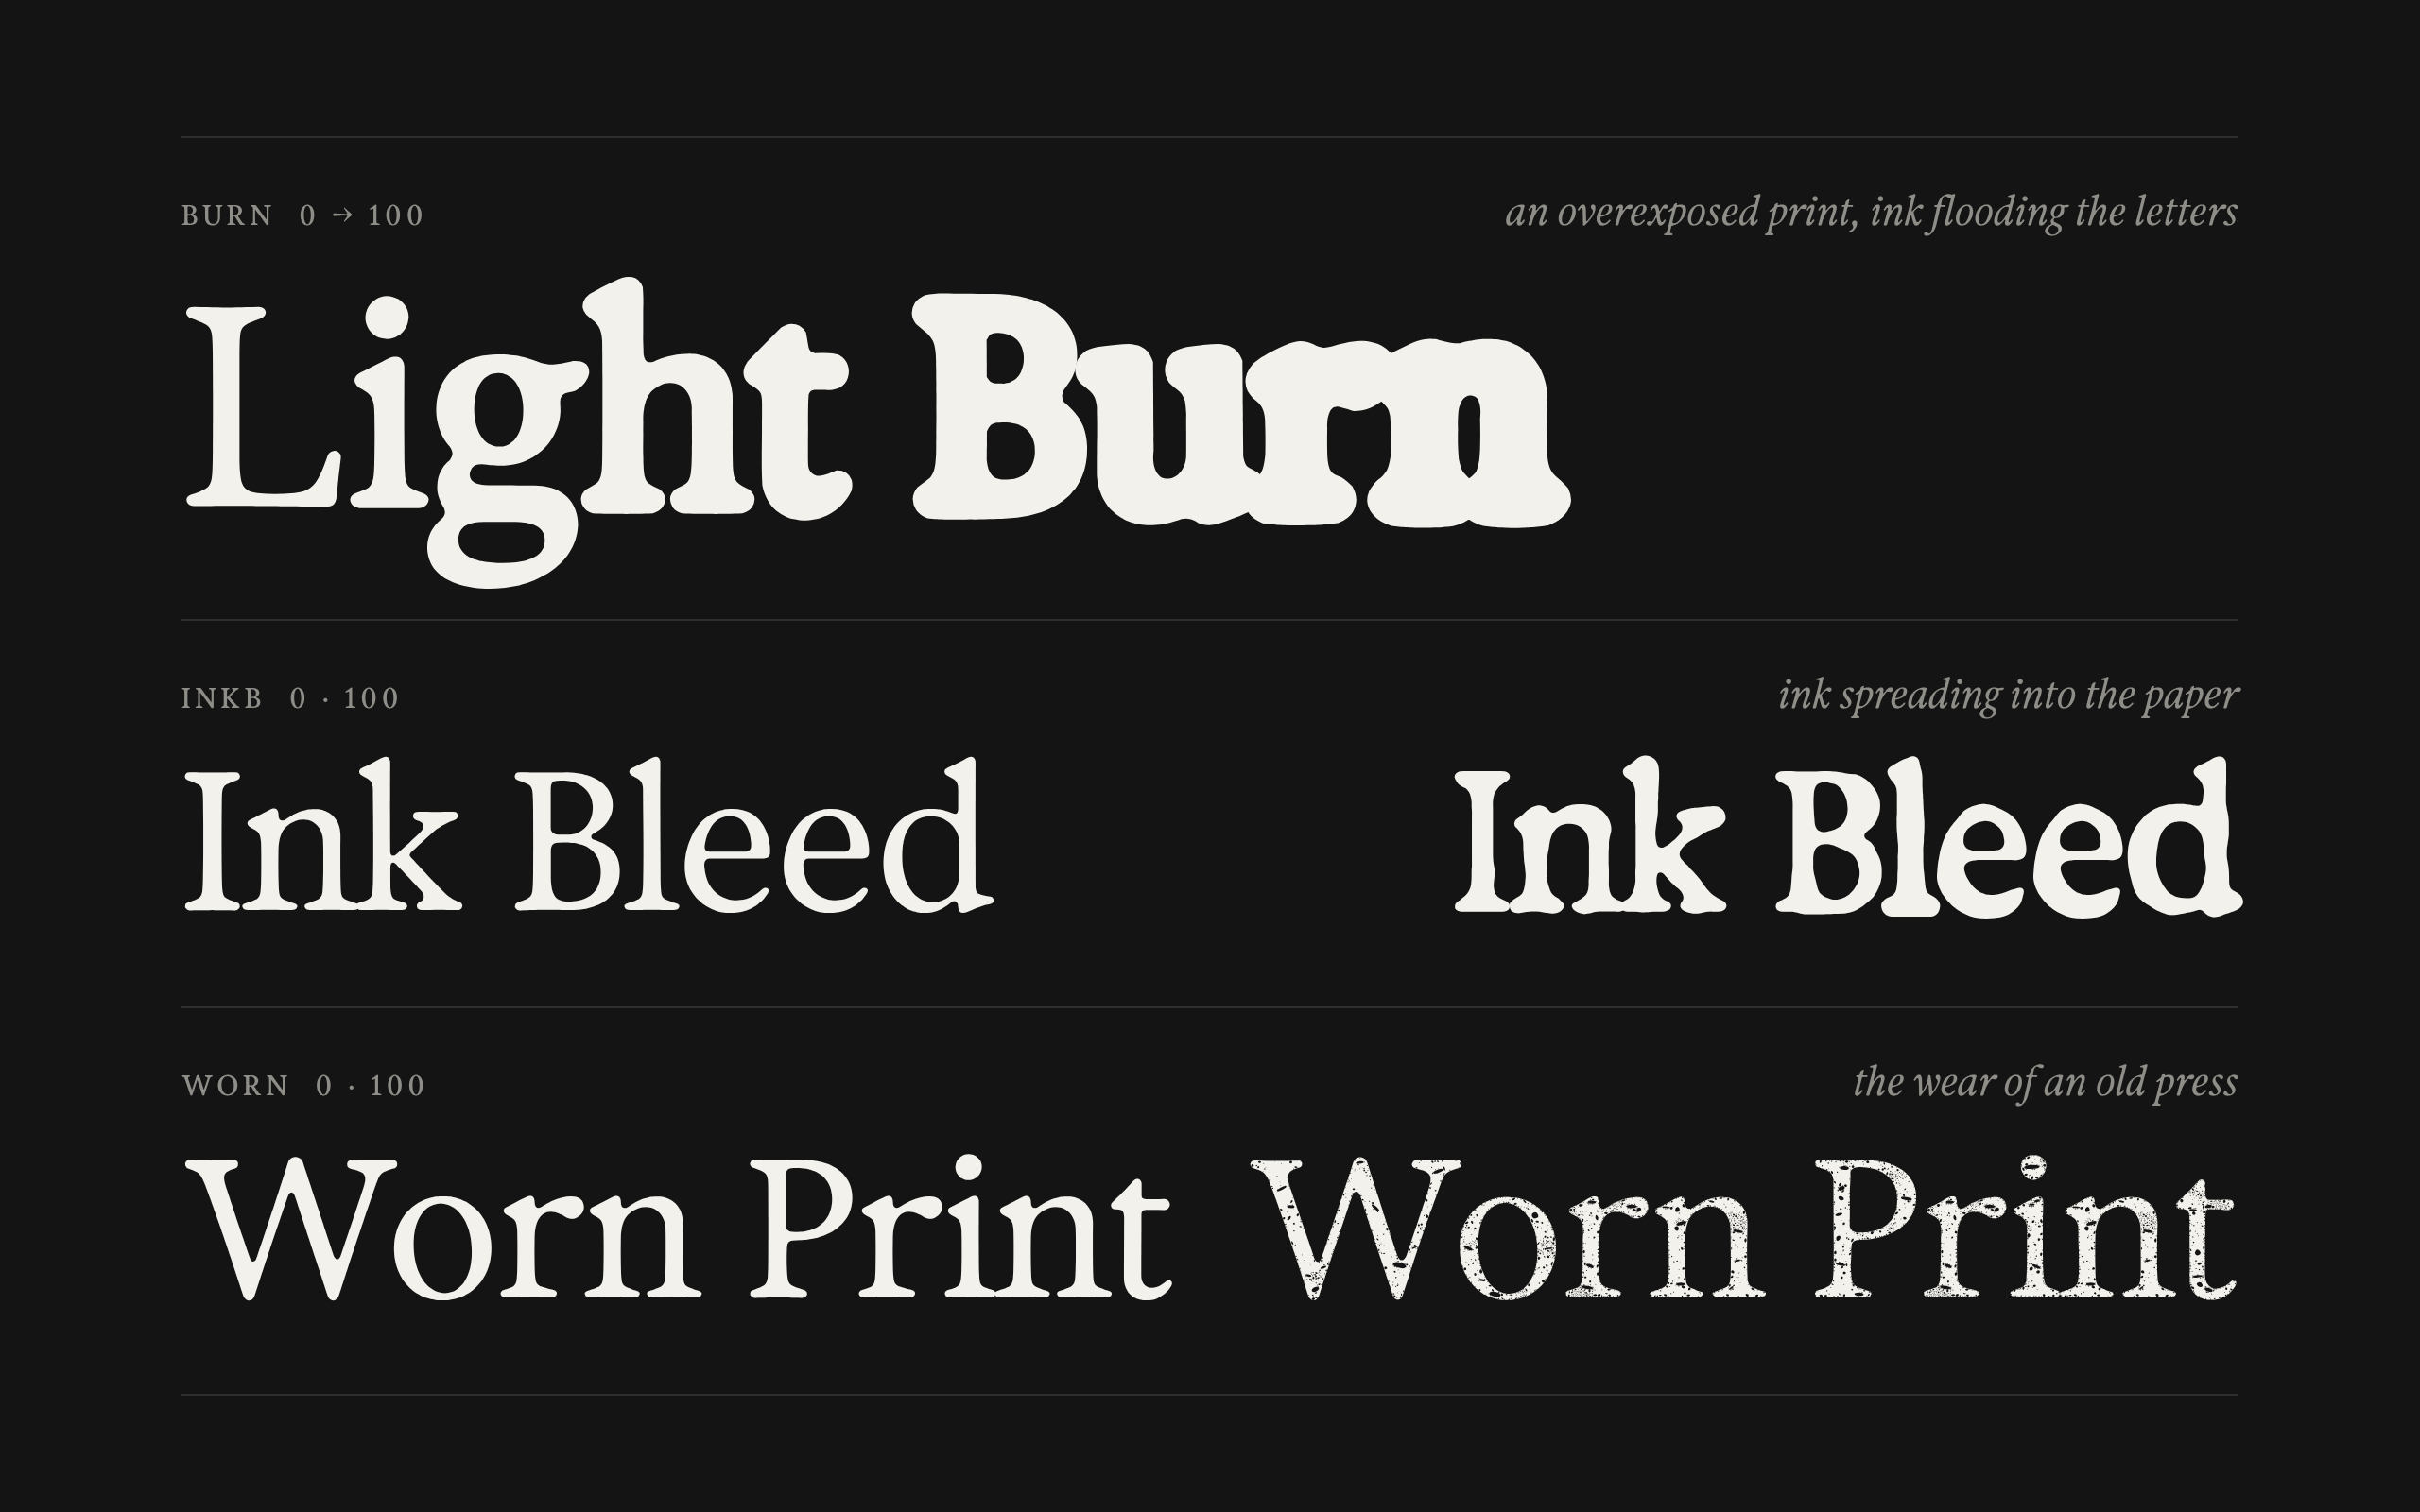 BURN 0 → 100 an overexposed print, ink flooding the letters
Light Burn
INKB 0 · 100 ink spreading into the paper
Ink Bleed Ink Bleed
WORN 0 · 100 the wear of an old press
Worn Print Worn Print